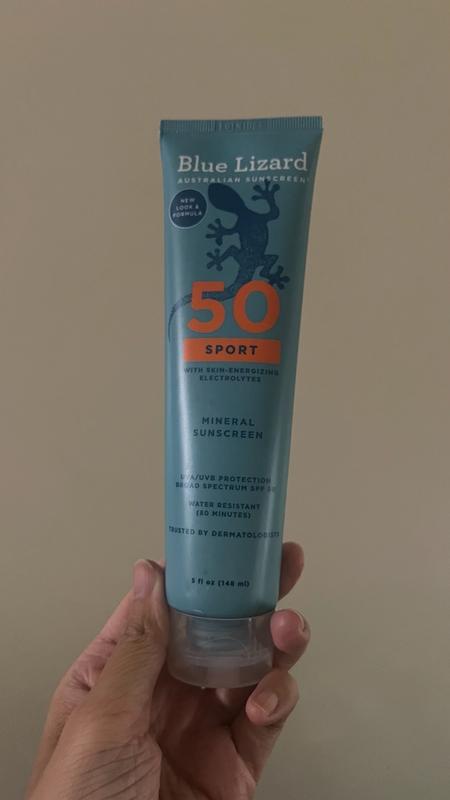 Blue Lizard
AUSTRALIAN SUNSCREEN
NEW
LOOK &
FORMULA
50
SPORT
WITH SKIN-ENERGIZING
ELECTROLYTES
MINERAL
SUNSCREEN
UVA/UVB PROTECTION
BROAD SPECTRUM SPF 50
WATER RESISTANT
(80 MINUTES)
TRUSTED BY DERMATOLOGISTS
5 fl oz (148 ml)